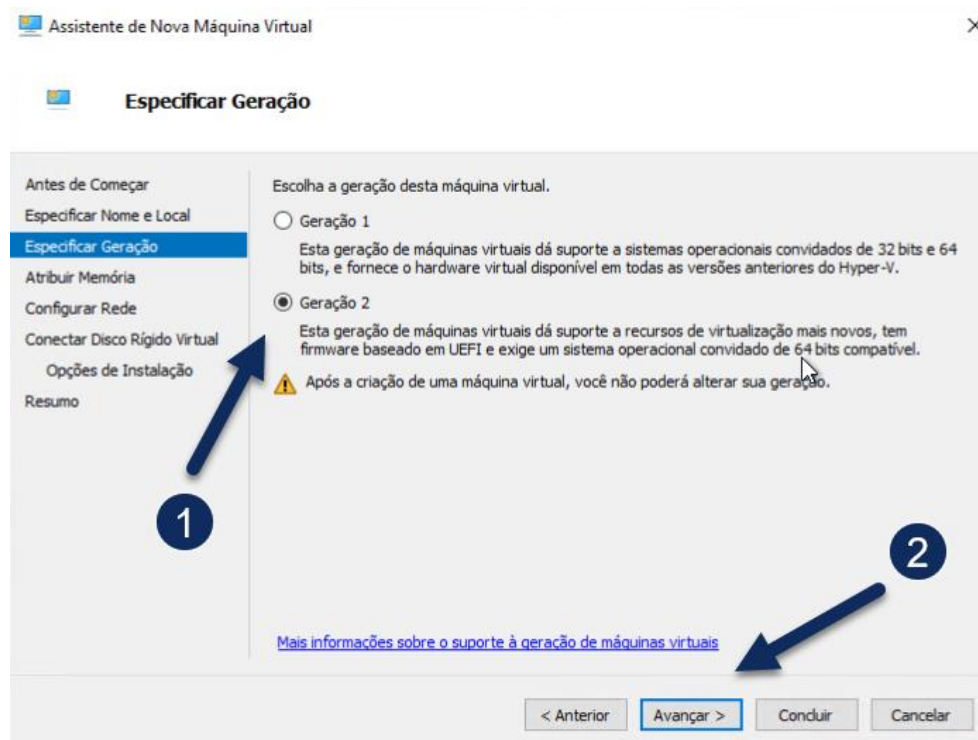 Assistente de Nova Máquina Virtual
Especificar Geração
Antes de Começar
Especificar Nome e Local
Especificar Geração
Atribuir Memória
Configurar Rede
Conectar Disco Rígido Virtual
Opções de Instalação
Resumo
Escolha a geração desta máquina virtual.
Geração 1
Esta geração de máquinas virtuais dá suporte a sistemas operacionais convidados de 32 bits e 64
bits, e fornece o hardware virtual disponível em todas as versões anteriores do Hyper-V.
Geração 2
Esta geração de máquinas virtuais dá suporte a recursos de virtualização mais novos, tem
firmware baseado em UEFI e exige um sistema operacional convidado de 64 bits compatível.
Após a criação de uma máquina virtual, você não poderá alterar sua geração.
1
2
Mais informações sobre o suporte à geração de máquinas virtuais
< Anterior
Avançar >
Concluir
Cancelar